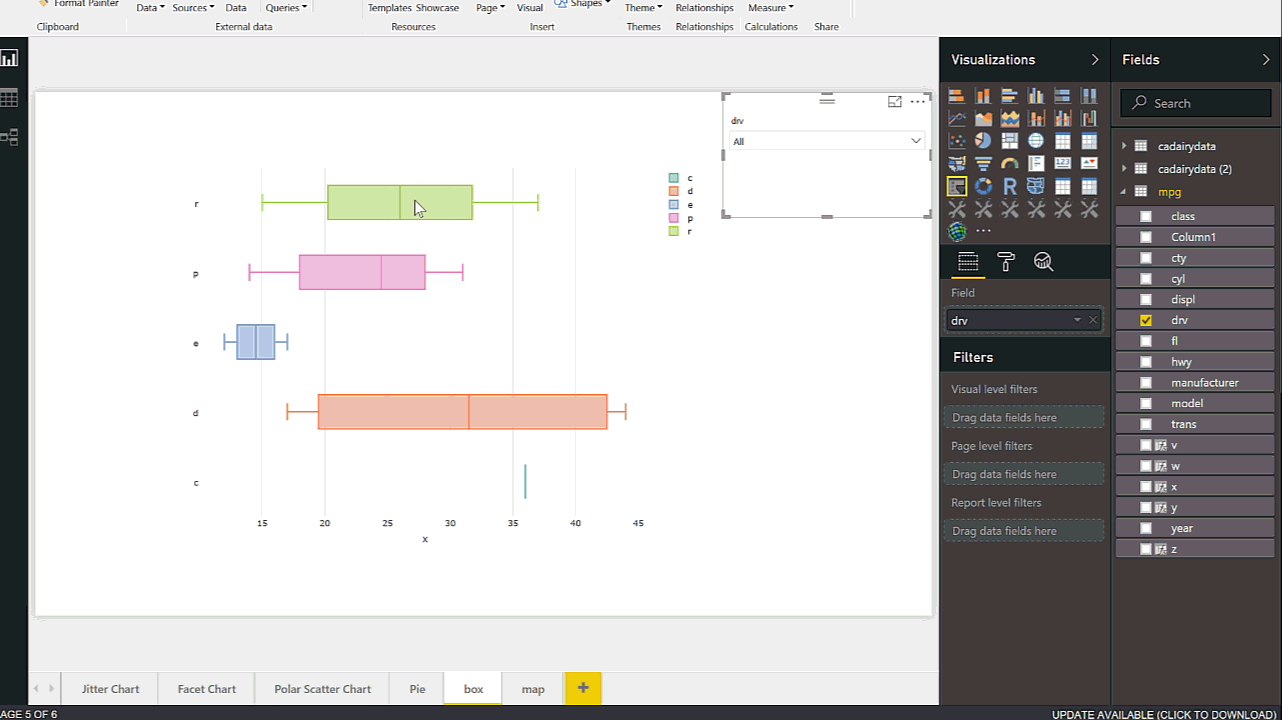 Format Painter
Data
Sources
Data
Queries
Templates Showcase
Page
Visual
Shapes
Theme
Relationships
Measure
Clipboard
External data
Resources
Insert
Themes
Relationships
Calculations
Share
drv
All
c
d
e
p
r
r
p
e
d
c
15 20 25 30 35 40 45
x
Visualizations
Field
drv
Filters
Visual level filters
Drag data fields here
Page level filters
Drag data fields here
Report level filters
Drag data fields here
Fields
Search
cadairydata
cadairydata (2)
mpg
class
Column1
cty
cyl
displ
drv
fl
hwy
manufacturer
model
trans
v
w
x
y
year
z
Jitter Chart
Facet Chart
Polar Scatter Chart
Pie
box
map
AGE 5 OF 6
UPDATE AVAILABLE (CLICK TO DOWNLOAD)